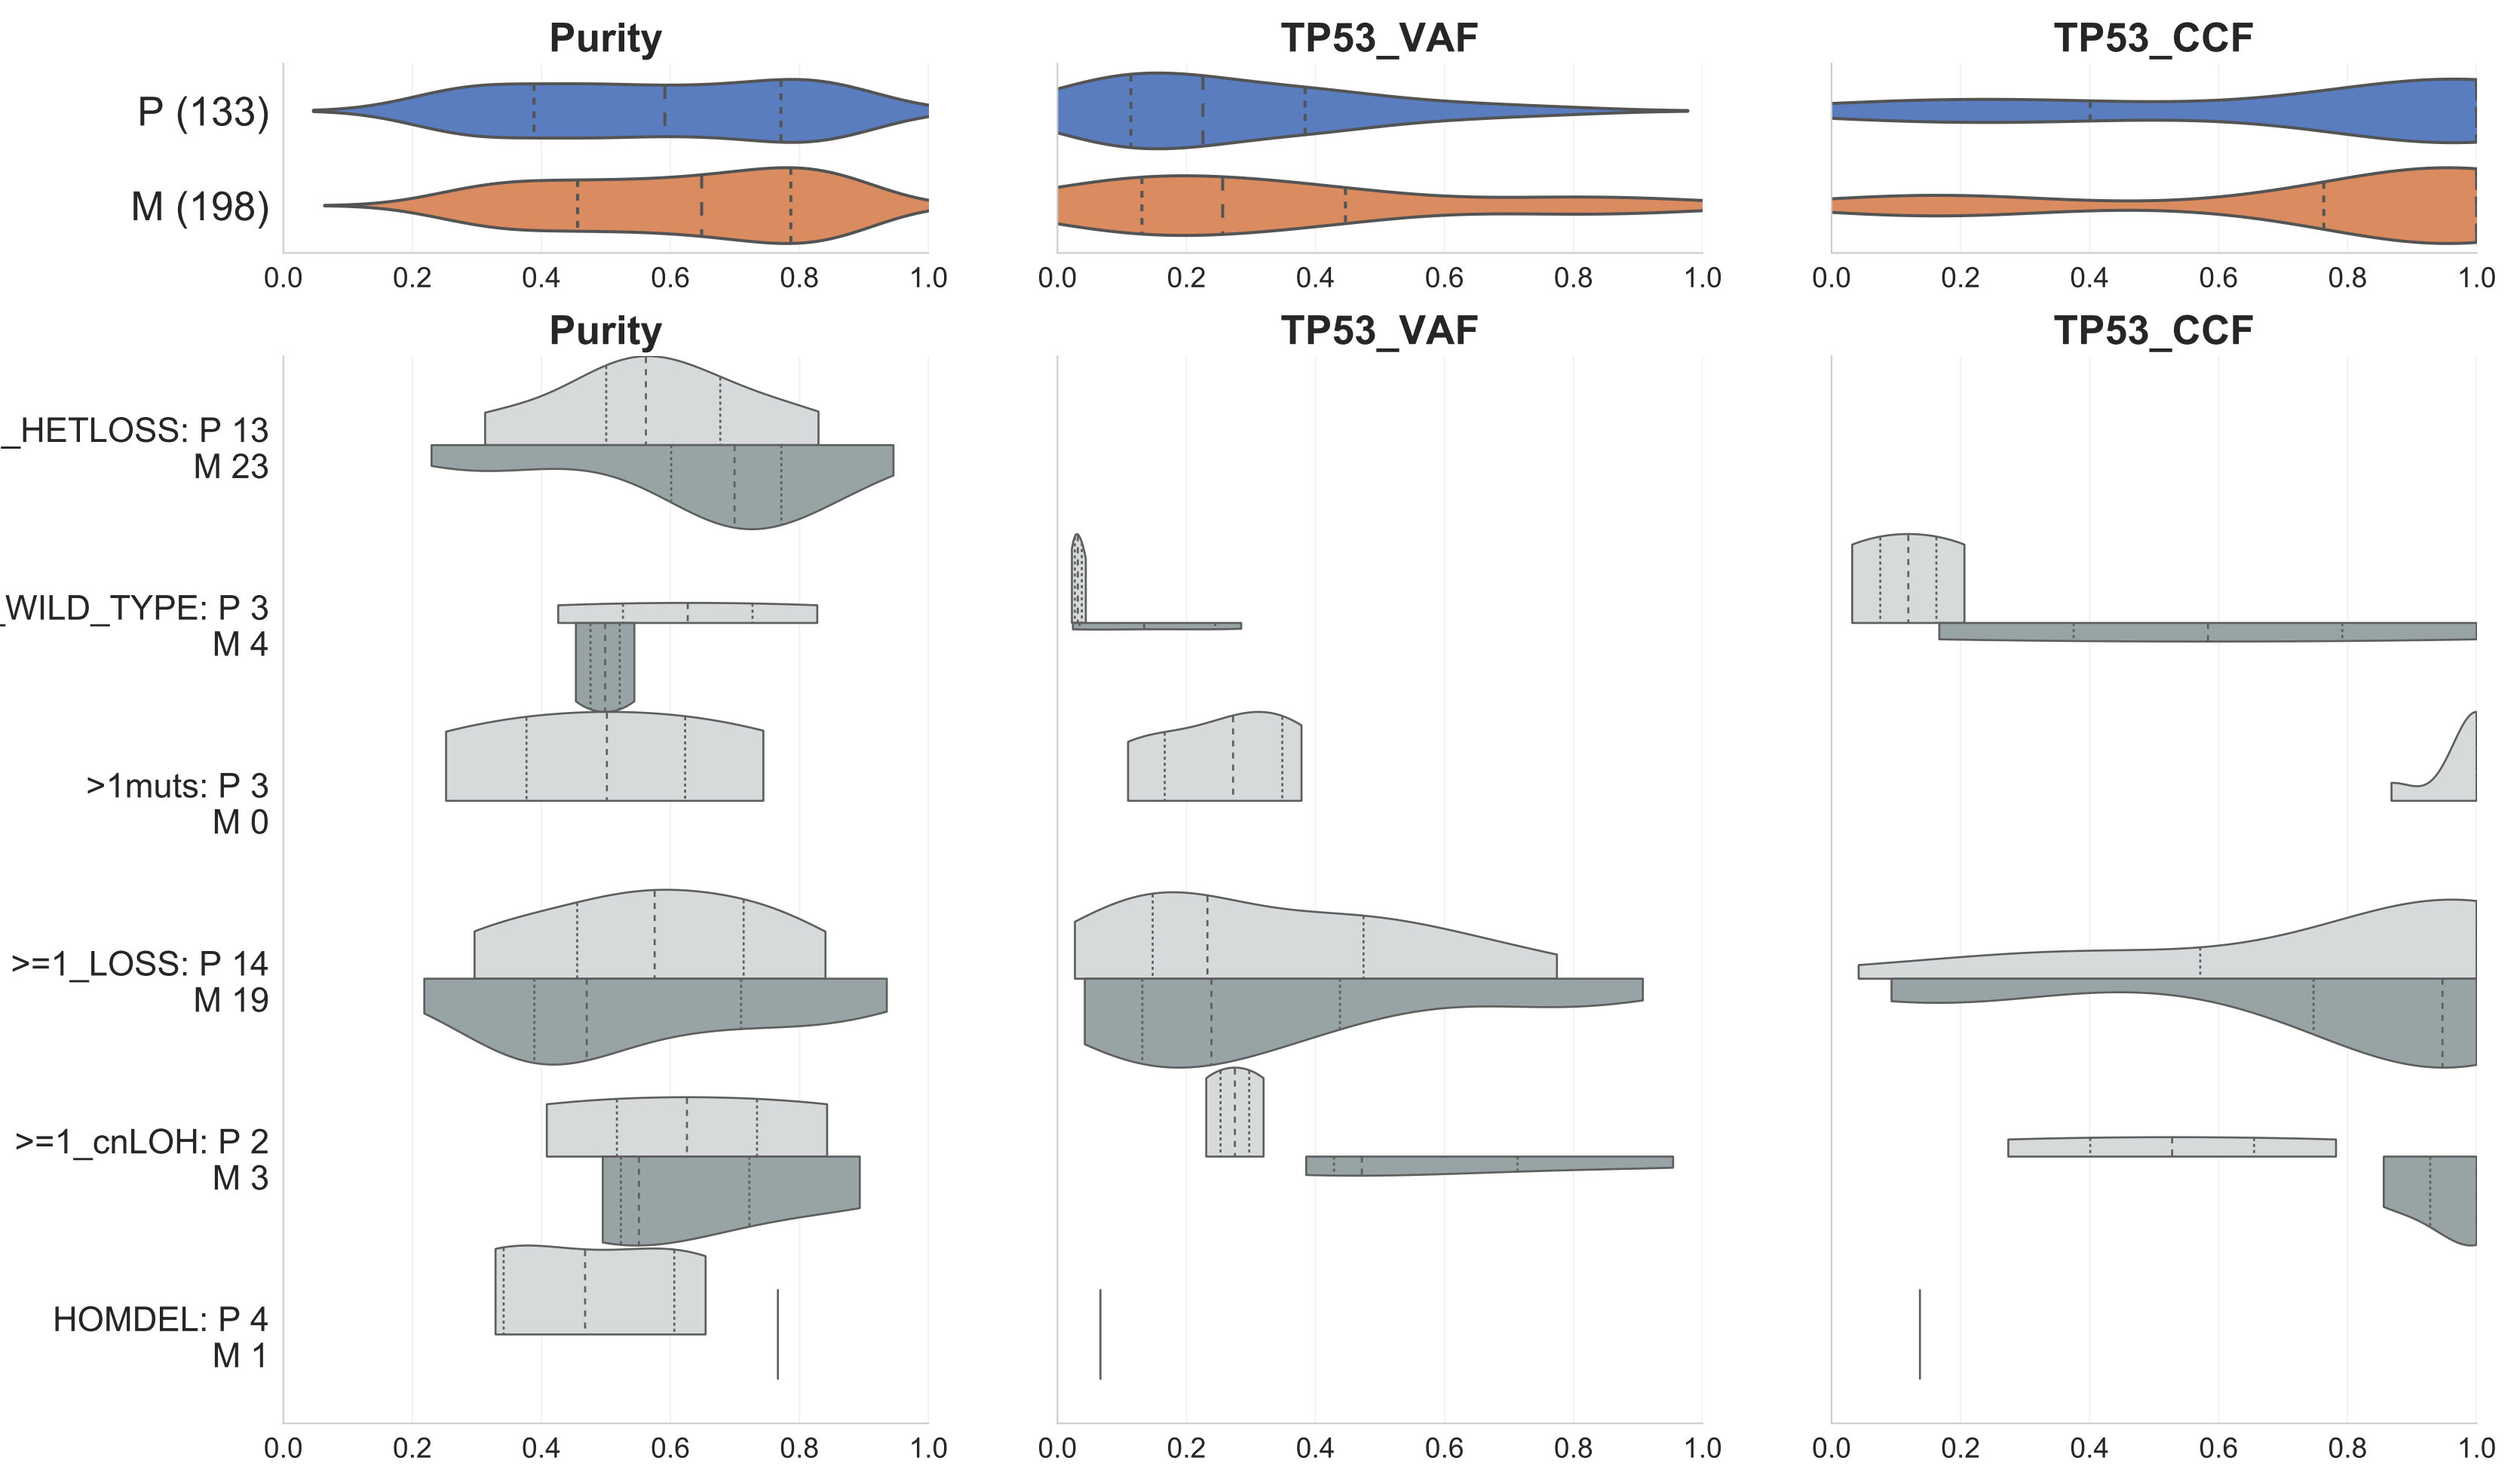 Purity TP53_VAF TP53_CCF
P (133)
M (198)
0.0 0.2 0.4 0.6 0.8 1.0 0.0 0.2 0.4 0.6 0.8 1.0 0.0 0.2 0.4 0.6 0.8 1.0
Purity TP53_VAF TP53_CCF
_HETLOSS: P 13
M 23
_WILD_TYPE: P 3
M 4
>1muts: P 3
M 0
>=1_LOSS: P 14
M 19
>=1_cnLOH: P 2
M 3
HOMDEL: P 4
M 1
0.0 0.2 0.4 0.6 0.8 1.0 0.0 0.2 0.4 0.6 0.8 1.0 0.0 0.2 0.4 0.6 0.8 1.0